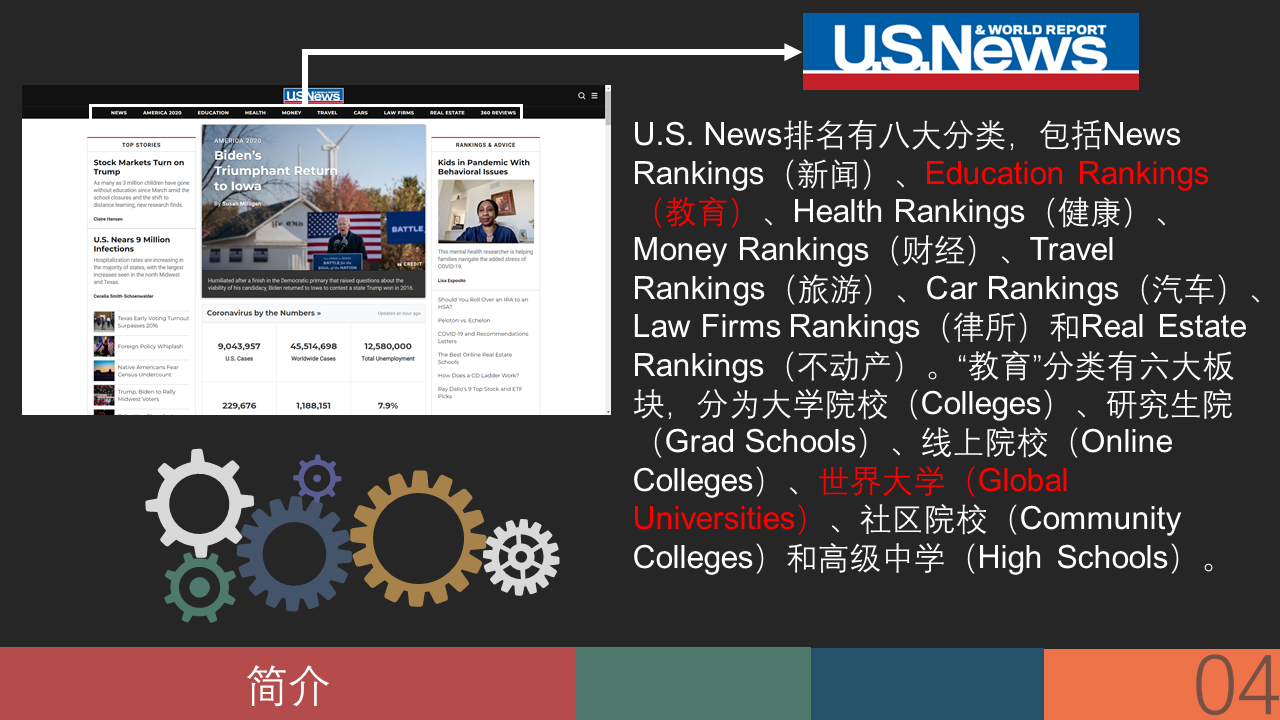 U.S.News
& WORLD REPORT
U.S.News
NEWS AMERICA 2020 EDUCATION HEALTH MONEY TRAVEL CARS LAW FIRMS REAL ESTATE 360 REVIEWS
TOP STORIES
Stock Markets Turn on
Trump
As many as 3 million children have gone
without education since March amid the
school closures and the shift to
distance learning, new research finds.
Claire Hansen
U.S. Nears 9 Million
Infections
Hospitalization rates are increasing in
the majority of states, with the largest
increases seen in the north Midwest
and Texas.
Cecelia Smith-Schoenwalder
Texas Early Voting Turnout
Surpasses 2016
Foreign Policy Whiplash
Native Americans Fear
Census Undercount
Trump, Biden to Rally
Midwest Voters
AMERICA 2020
Biden's
Triumphant Return
to Iowa
By Susan Milligan
BATTLE FOR THE
SOUL OF THE NATION
BATTLE
CREDIT
Humiliated after a finish in the Democratic primary that raised questions about the
viability of his candidacy, Biden returned to Iowa to contest a state Trump won in 2016.
Coronavirus by the Numbers »
Updated an hour ago
9,043,957 45,514,698 12,580,000
U.S. Cases Worldwide Cases Total Unemployment
229,676 1,188,151 7.9%
RANKINGS & ADVICE
Kids in Pandemic With
Behavioral Issues
This mental health researcher is helping
families navigate the added stress of
COVID-19.
Lisa Esposito
Should You Roll Over an IRA to an
HSA?
Peloton vs. Echelon
COVID-19 and Recommendations
Letters
The Best Online Real Estate
Schools
How Does a CD Ladder Work?
Ray Dalio's 9 Top Stock and ETF
Picks
U.S. News排名有八大分类，包括News
Rankings（新闻）、Education Rankings
（教育）、Health Rankings（健康）、
Money Rankings（财经）、Travel
Rankings（旅游）、Car Rankings（汽车）、
Law Firms Rankings（律所）和Real Estate
Rankings（不动产）。“教育”分类有六大板
块，分为大学院校（Colleges）、研究生院
（Grad Schools）、线上院校（Online
Colleges）、世界大学（Global
Universities）、社区院校（Community
Colleges）和高级中学（High Schools）。
简介
04